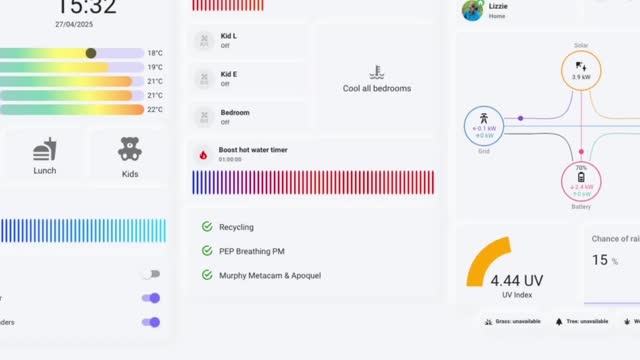 15:32
27/04/2025
18°C
19°C
21°C
21°C
22°C
Lunch
Kids
Kid L
Off
Kid E
Off
Bedroom
Off
Cool all bedrooms
Boost hot water timer
01:00:00
Recycling
PEP Breathing PM
Murphy Metacam & Apoquel
Lizzie
Home
Solar
3.9 kW
←0.1 kW
→0 kW
Grid
70%
↓2.4 kW
↑0 kW
Battery
4.44 UV
UV Index
Chance of rai
15 %
Grass: unavailable
Tree: unavailable
We
r
ders